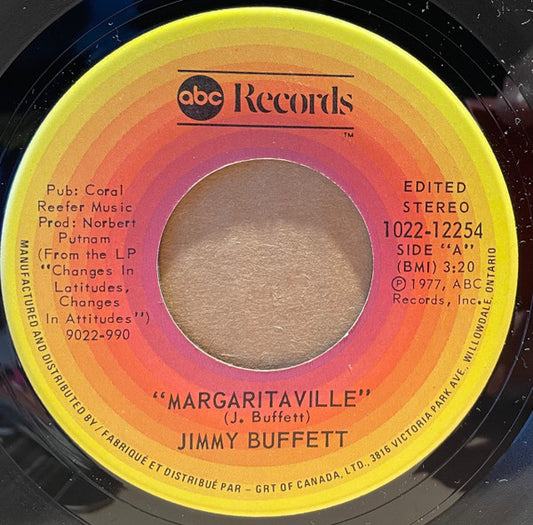 abc Records
TM
Pub: Coral
Reefer Music
Prod: Norbert
Putnam
(From the LP
"Changes In
Latitudes,
Changes
In Attitudes")
9022-990
EDITED
STEREO
1022-12254
SIDE "A"
(BMI) 3:20
Ⓟ 1977, ABC
Records, Inc.
"MARGARITAVILLE"
(J. Buffett)
JIMMY BUFFETT
MANUFACTURED AND DISTRIBUTED BY / FABRIQUÉ ET DISTRIBUÉ PAR - GRT OF CANADA, LTD., 3816 VICTORIA PARK AVE., WILLOWDALE, ONTARIO